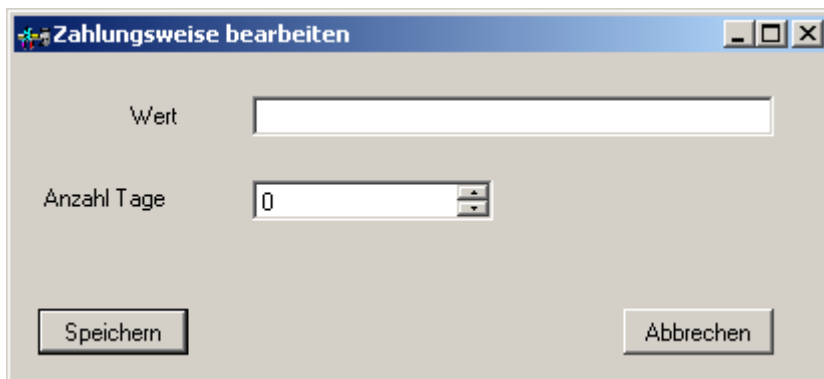 Zahlungsweise bearbeiten
Wert
Anzahl Tage 0
Speichern Abbrechen